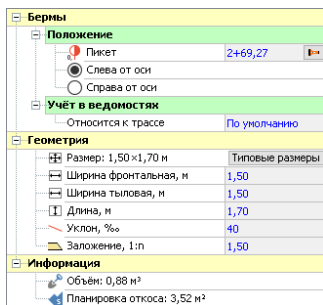 Бермы
Положение
Пикет 2+69,27
Слева от оси
Справа от оси
Учёт в ведомостях
Относится к трассе По умолчанию
Геометрия
Размер: 1,50×1,70 м Типовые размеры
Ширина фронтальная, м 1,50
Ширина тыловая, м 1,50
Длина, м 1,70
Уклон, ‰ 40
Заложение, 1:n 1,50
Информация
Объём: 0,88 м³
Планировка откоса: 3,52 м²